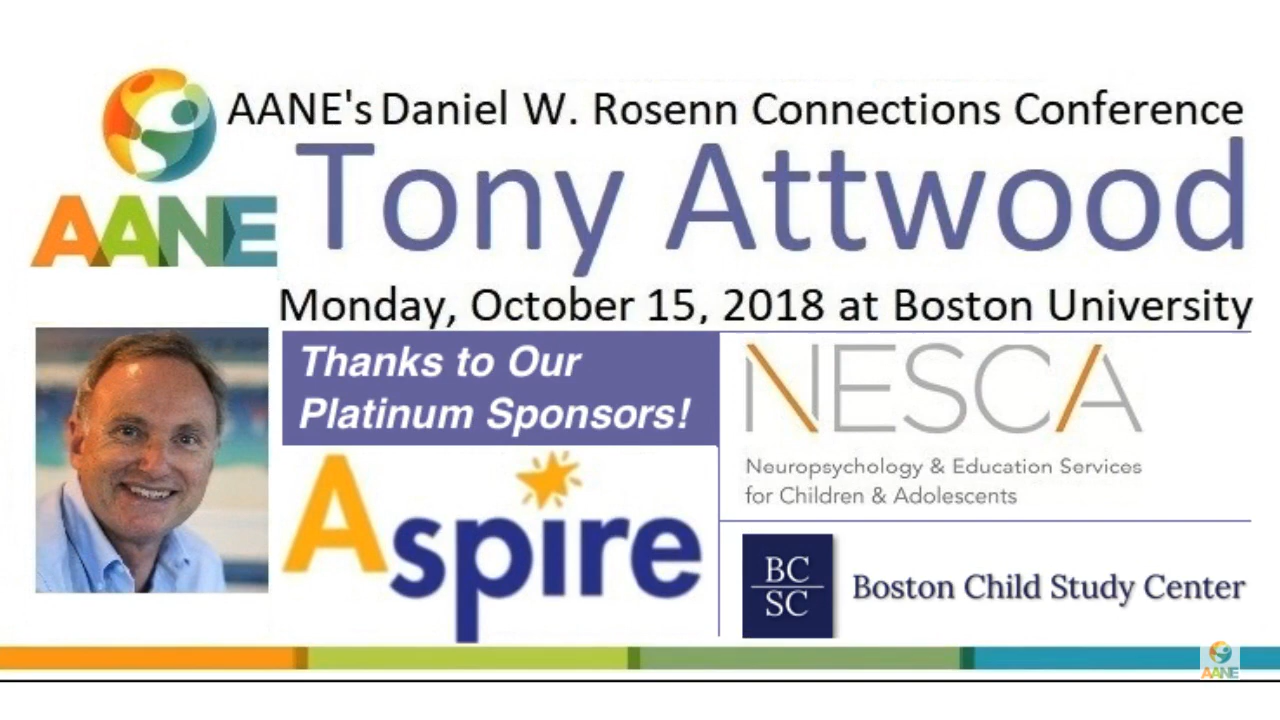 AANE's Daniel W. Rosenn Connections Conference
AANE
Tony Attwood
Monday, October 15, 2018 at Boston University
Thanks to Our
Platinum Sponsors!
Aspire
NESCA
Neuropsychology & Education Services
for Children & Adolescents
BC
SC
Boston Child Study Center
AANE